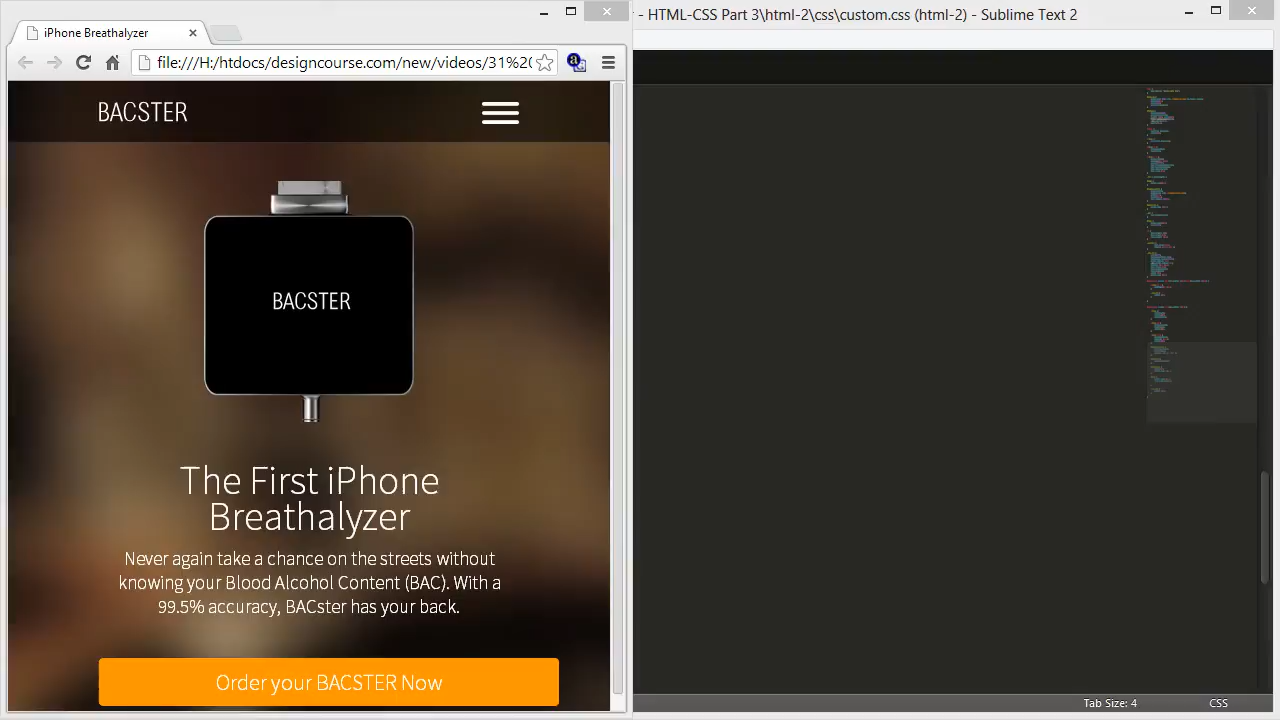 iPhone Breathalyzer
- HTML-CSS Part 3\html-2\css\custom.css (html-2) - Sublime Text 2
file:///H:/htdocs/designcourse.com/new/videos/31%20
BACSTER
BACSTER
The First iPhone
Breathalyzer
Never again take a chance on the streets without
knowing your Blood Alcohol Content (BAC). With a
99.5% accuracy, BACster has your back.
Order your BACSTER Now
Tab Size: 4
CSS